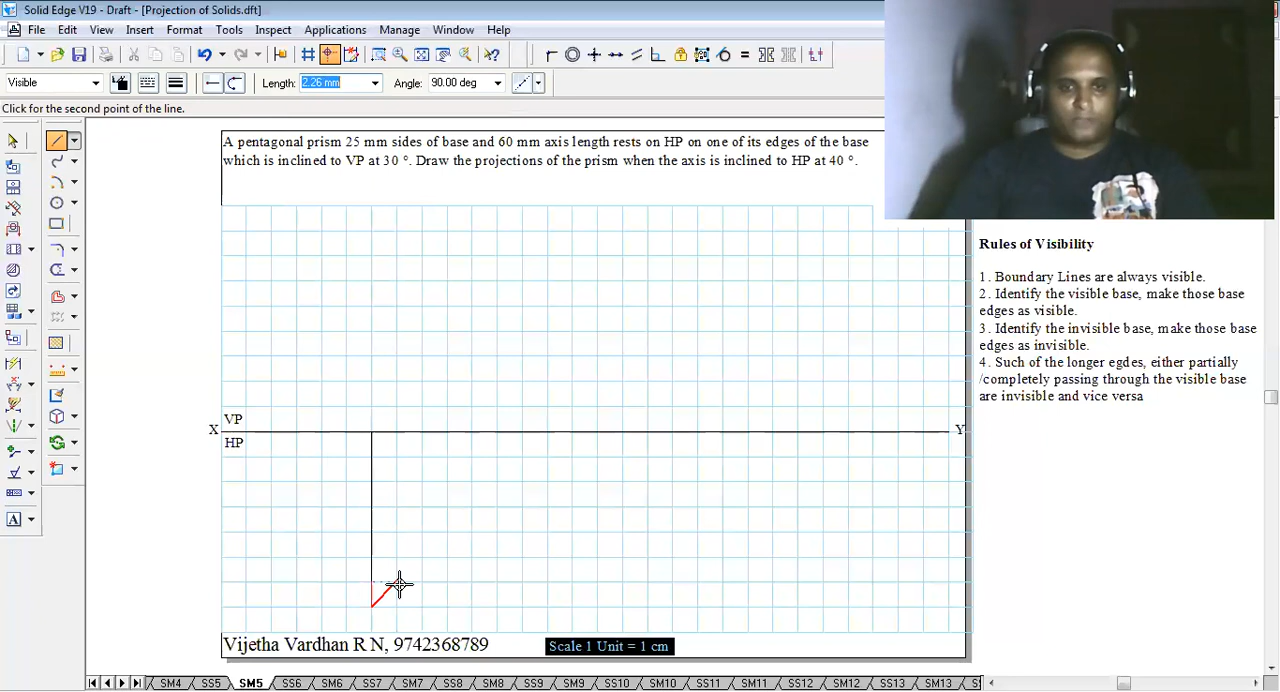 Solid Edge V19 - Draft - [Projection of Solids.dft]
File Edit View Insert Format Tools Inspect Applications Manage Window Help
Visible Length: 2.26 mm Angle: 90.00 deg
Click for the second point of the line.
A pentagonal prism 25 mm sides of base and 60 mm axis length rests on HP on one of its edges of the base
which is inclined to VP at 30 °. Draw the projections of the prism when the axis is inclined to HP at 40 °.
Rules of Visibility
1. Boundary Lines are always visible.
2. Identify the visible base, make those base
edges as visible.
3. Identify the invisible base, make those base
edges as invisible.
4. Such of the longer egdes, either partially
/completely passing through the visible base
are invisible and vice versa
VP
X Y
HP
Vijetha Vardhan R N, 9742368789 Scale 1 Unit = 1 cm
SM4 SS5 SM5 SS6 SM6 SS7 SM7 SS8 SM8 SS9 SM9 SS10 SM10 SS11 SM11 SS12 SM12 SS13 SM13